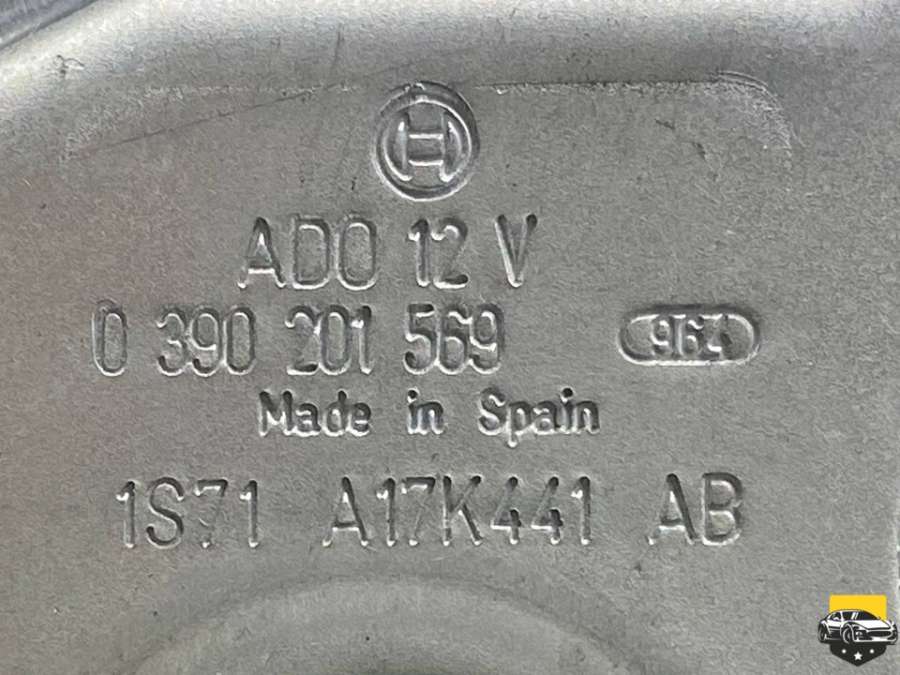 ADO 12 V
0 390 201 569
964
Made in Spain
1S71 A17K441 AB